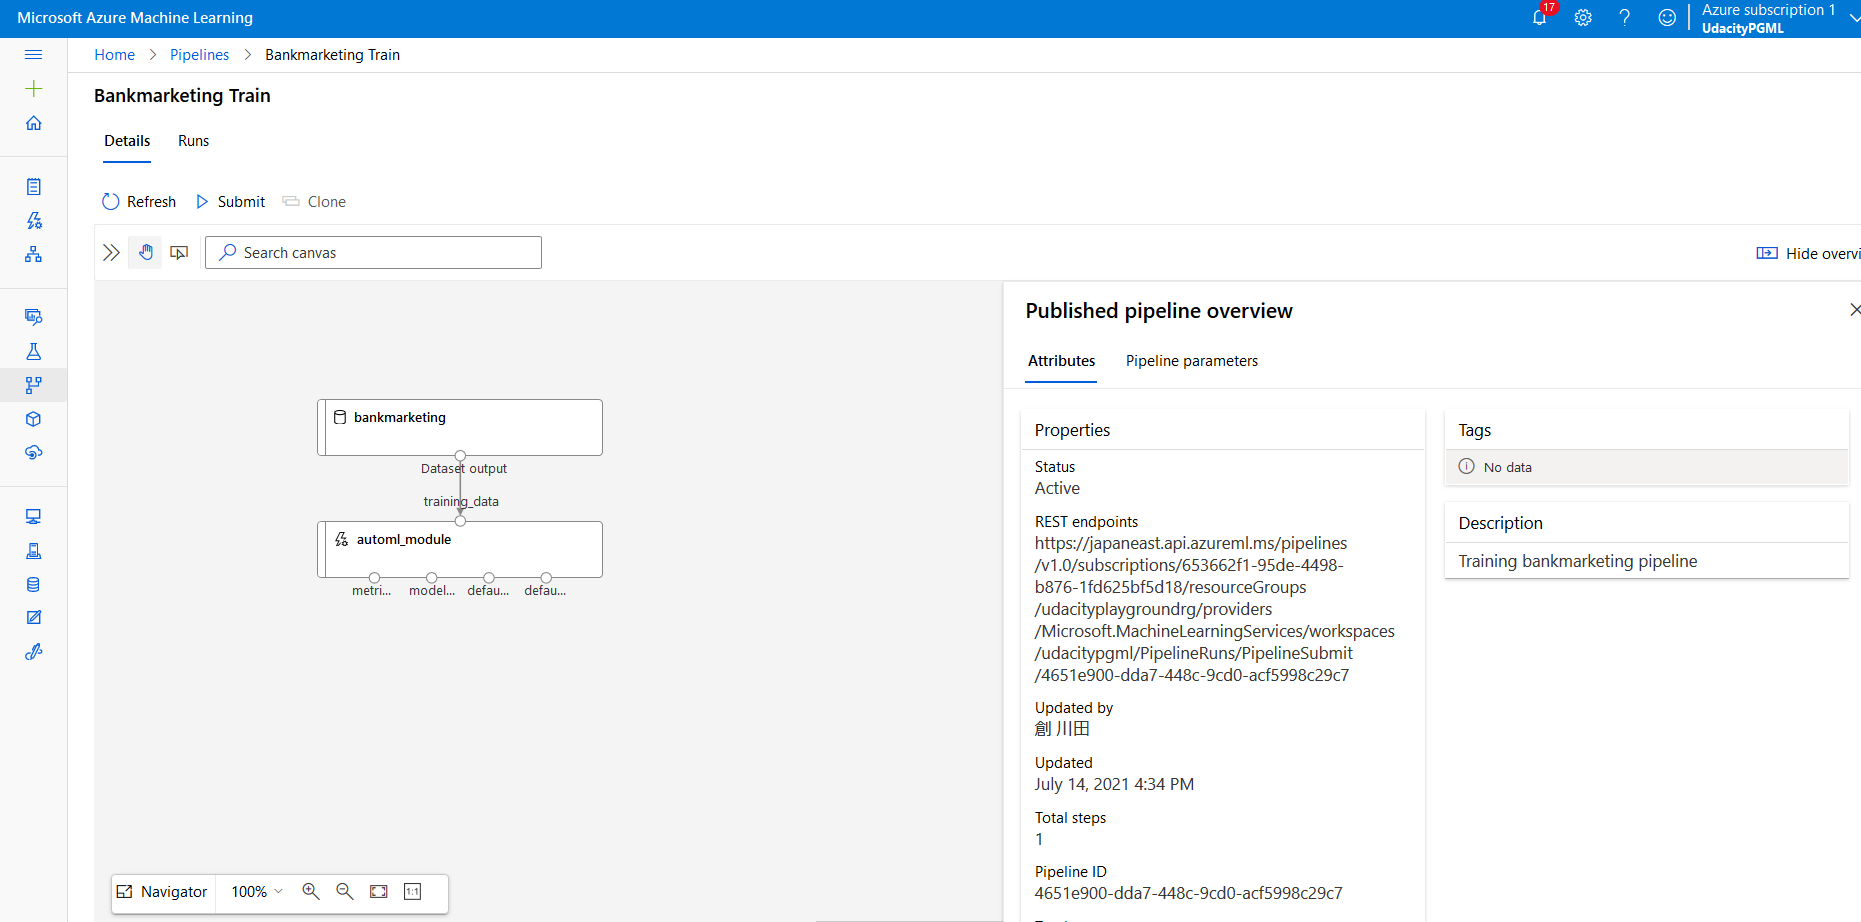 Microsoft Azure Machine Learning
17
Azure subscription 1
UdacityPGML
Home > Pipelines > Bankmarketing Train
Bankmarketing Train
Details Runs
Refresh Submit Clone
Search canvas
Hide overvi
bankmarketing
Dataset output
training_data
automl_module
metri... model... defau... defau...
Navigator 100% 1:1
Published pipeline overview
Attributes Pipeline parameters
Properties
Status
Active
REST endpoints
https://japaneast.api.azureml.ms/pipelines
/v1.0/subscriptions/653662f1-95de-4498-
b876-1fd625bf5d18/resourceGroups
/udacityplaygroundrg/providers
/Microsoft.MachineLearningServices/workspaces
/udacitypgml/PipelineRuns/PipelineSubmit
/4651e900-dda7-448c-9cd0-acf5998c29c7
Updated by
創 川田
Updated
July 14, 2021 4:34 PM
Total steps
1
Pipeline ID
4651e900-dda7-448c-9cd0-acf5998c29c7
Tags
No data
Description
Training bankmarketing pipeline